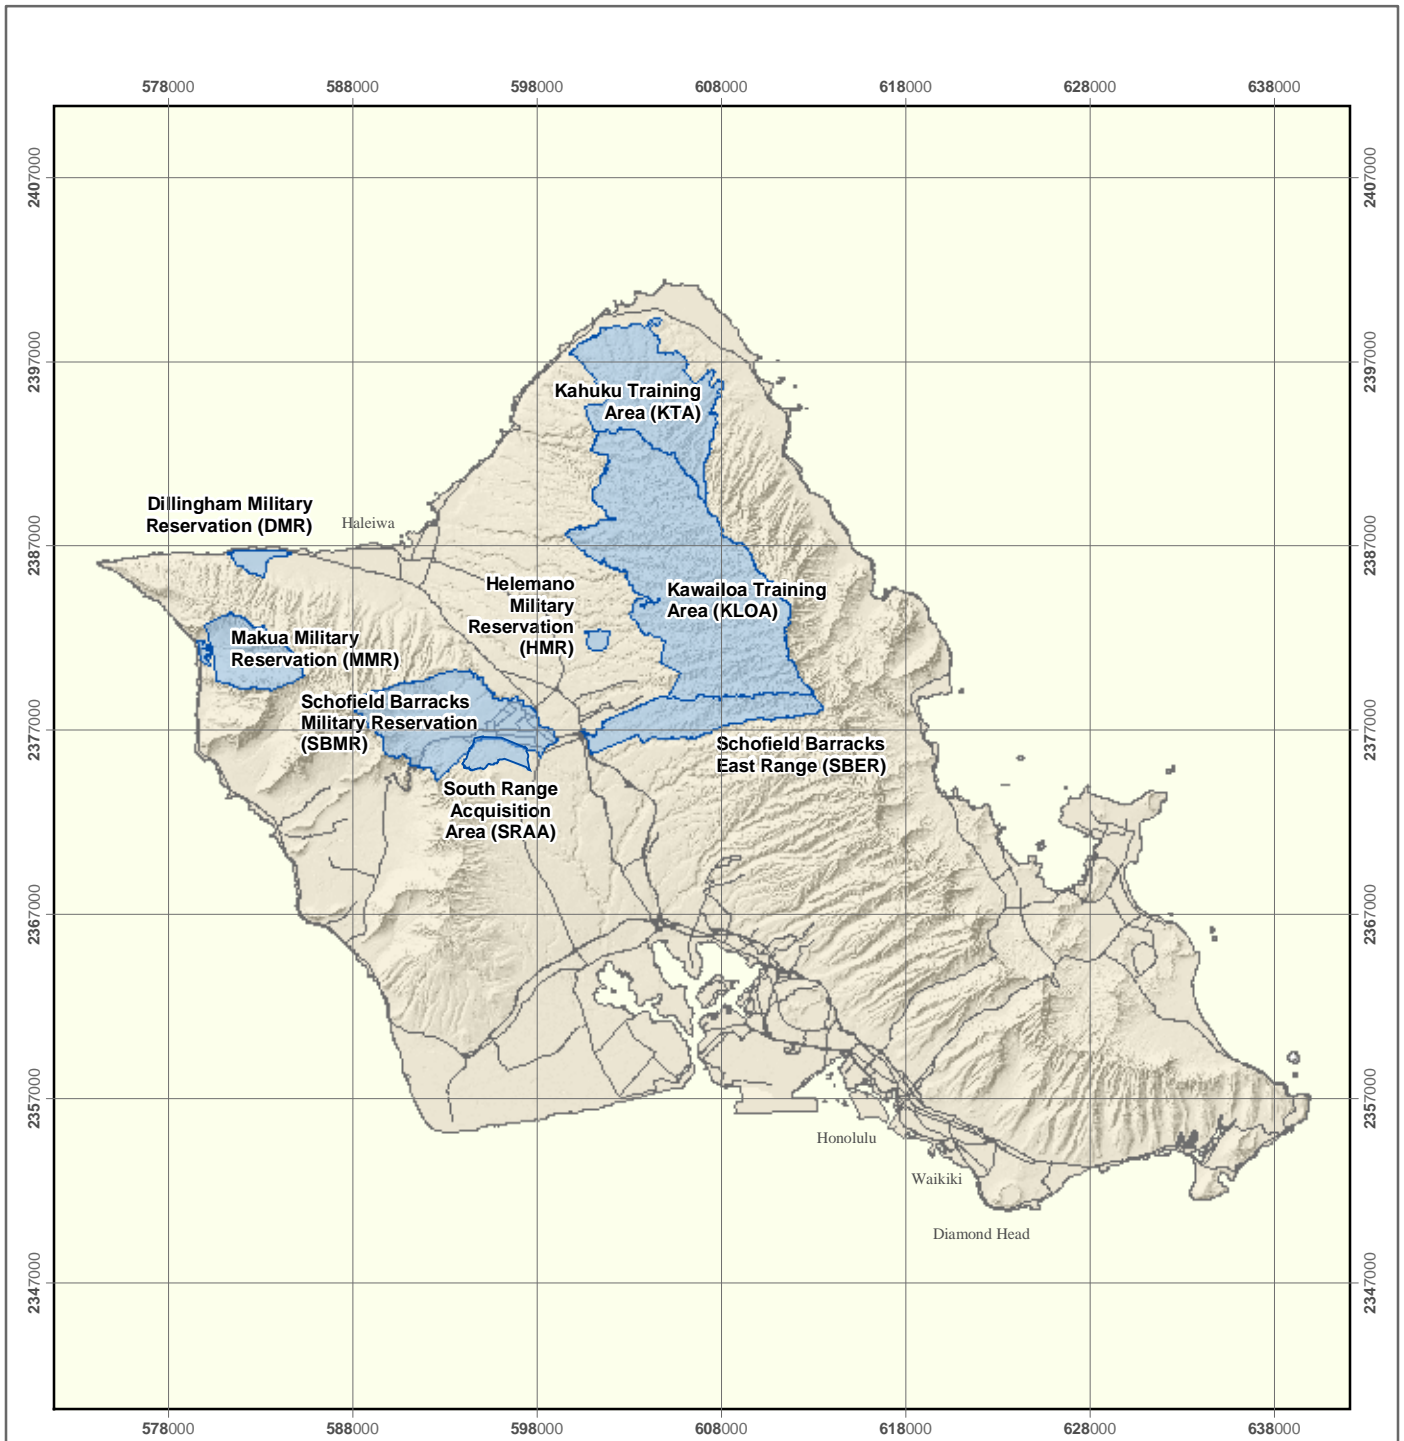 578000 588000 598000 608000 618000 628000 638000
2407000 2407000
2397000 2397000
Kahuku Training
Area (KTA)
Dillingham Military
Reservation (DMR)
Haleiwa
2387000 2387000
Helemano
Military
Reservation
(HMR)
Kawailoa Training
Area (KLOA)
Makua Military
Reservation (MMR)
Schofield Barracks
Military Reservation
(SBMR)
2377000 2377000
Schofield Barracks
East Range (SBER)
South Range
Acquisition
Area (SRAA)
2367000 2367000
2357000 2357000
Honolulu
Waikiki
Diamond Head
2347000 2347000
578000 588000 598000 608000 618000 628000 638000